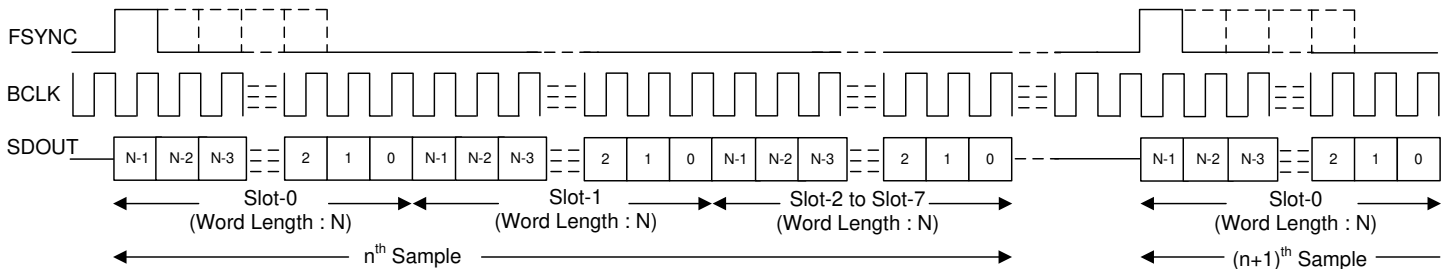 FSYNC
BCLK
SDOUT
N-1 N-2 N-3 2 1 0 N-1 N-2 N-3 2 1 0 N-1 N-2 N-3 2 1 0 N-1 N-2 N-3 2 1 0
Slot-0 Slot-1 Slot-2 to Slot-7 Slot-0
(Word Length : N) (Word Length : N) (Word Length : N) (Word Length : N)
nth Sample (n+1)th Sample